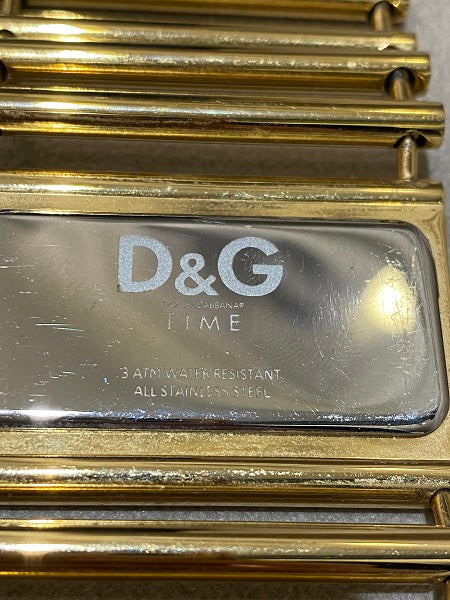 D&G
DOLCE & GABBANA®
TIME
3 ATM WATER RESISTANT
ALL STAINLESS STEEL